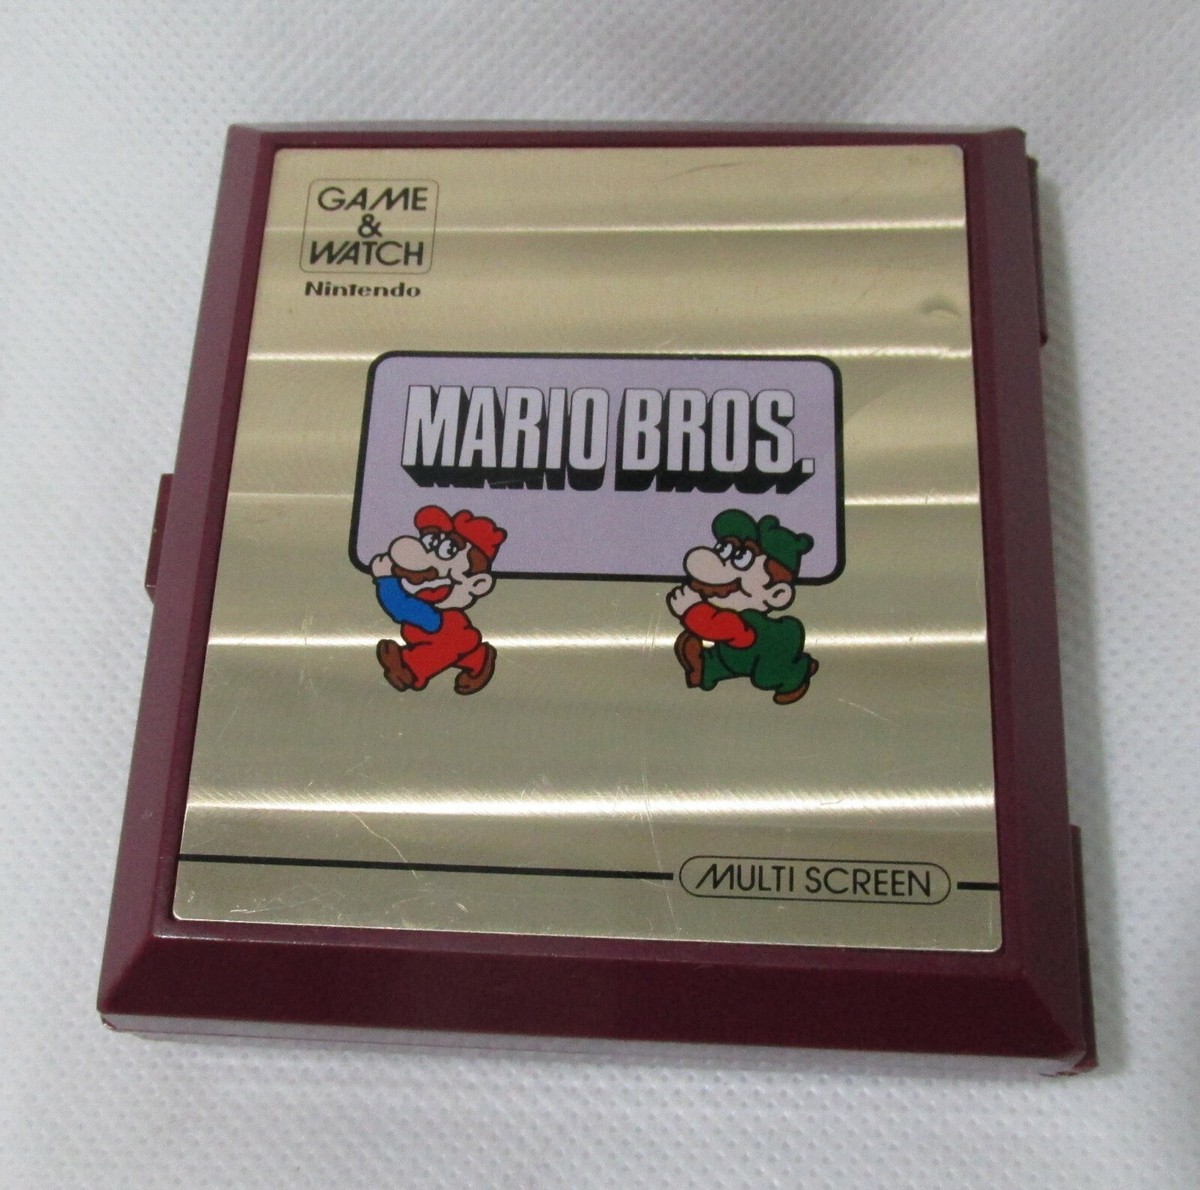 GAME
&
WATCH
Nintendo
MARIO BROS.
MULTI SCREEN